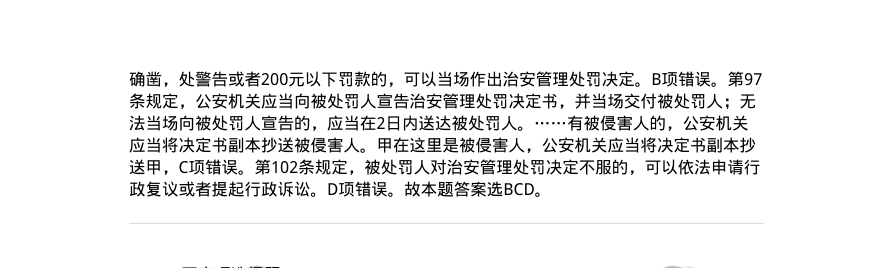 确凿，处警告或者200元以下罚款的，可以当场作出治安管理处罚决定。B项错误。第97
条规定，公安机关应当向被处罚人宣告治安管理处罚决定书，并当场交付被处罚人；无
法当场向被处罚人宣告的，应当在2日内送达被处罚人。……有被侵害人的，公安机关
应当将决定书副本抄送被侵害人。甲在这里是被侵害人，公安机关应当将决定书副本抄
送甲，C项错误。第102条规定，被处罚人对治安管理处罚决定不服的，可以依法申请行
政复议或者提起行政诉讼。D项错误。故本题答案选BCD。